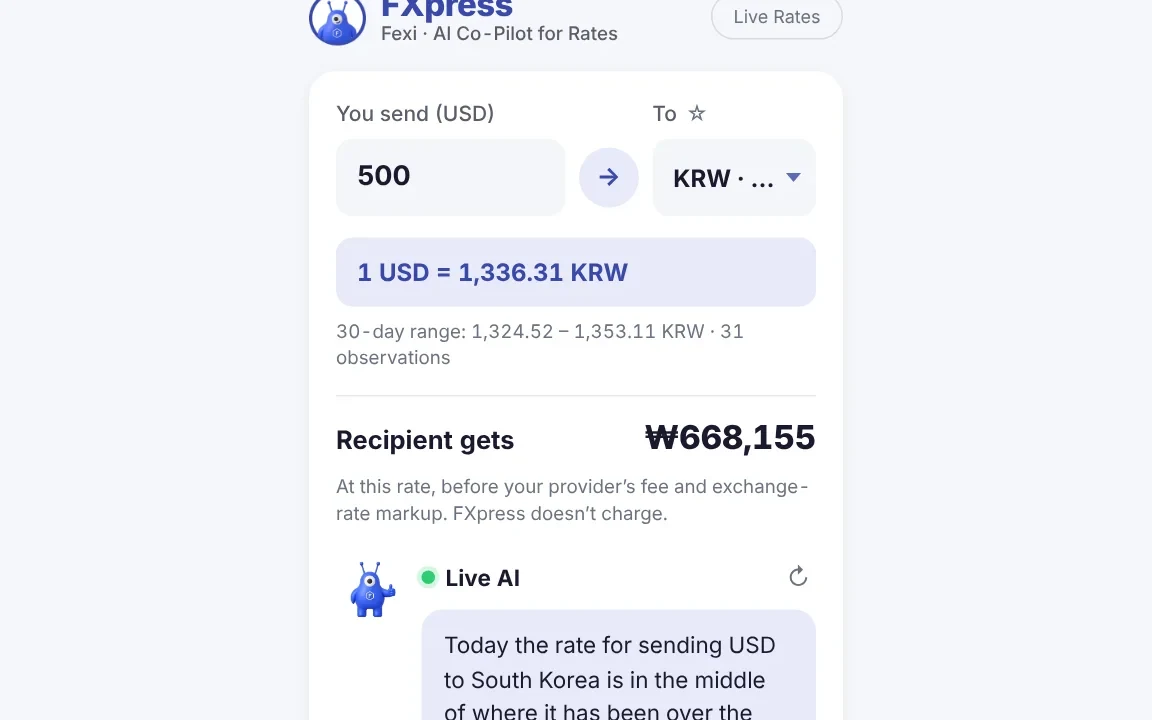 FXpress
Fexi · AI Co-Pilot for Rates
Live Rates
You send (USD)
To ☆
500
→
KRW · ...
1 USD = 1,336.31 KRW
30-day range: 1,324.52 – 1,353.11 KRW · 31
observations
Recipient gets
₩668,155
At this rate, before your provider’s fee and exchange-
rate markup. FXpress doesn’t charge.
Live AI
Today the rate for sending USD
to South Korea is in the middle
of where it has been over the